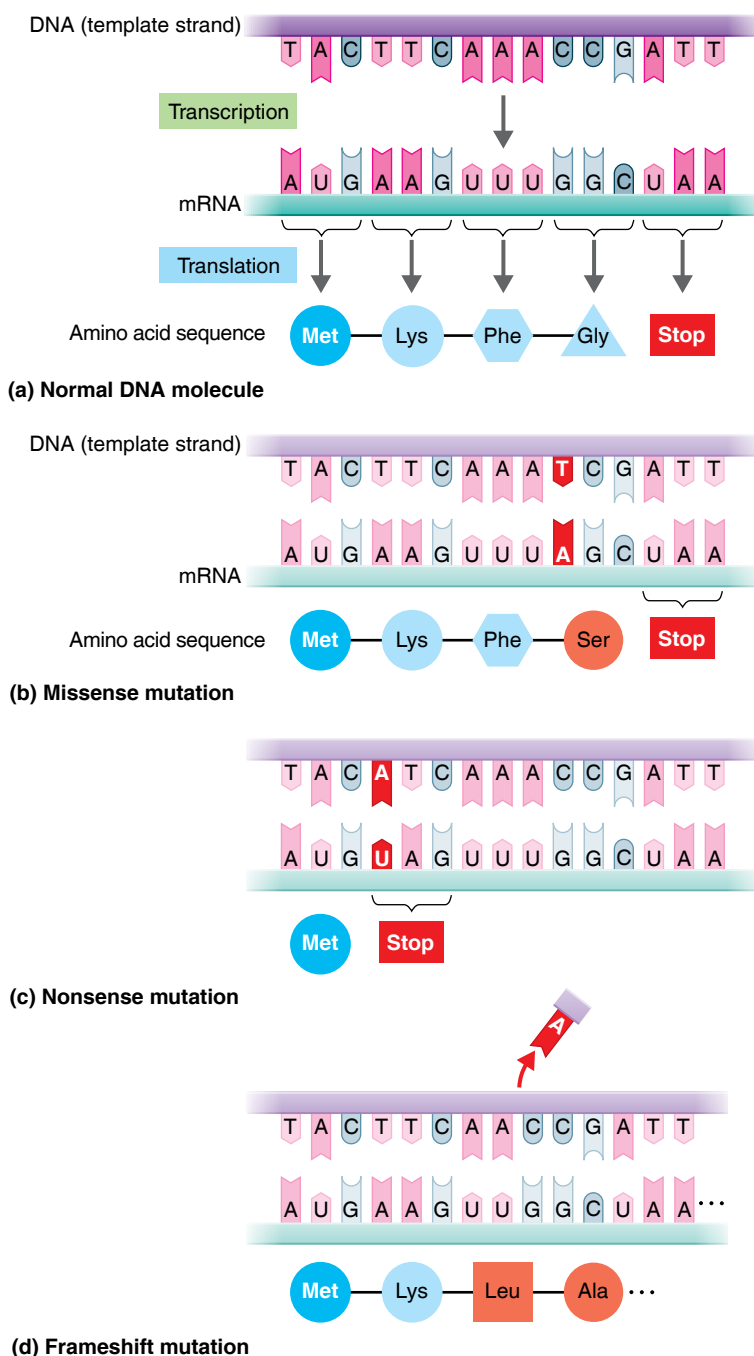 DNA (template strand)
T A C T T C A A A C C G A T T
Transcription
A U G A A G U U U G G C U A A
mRNA
Translation
Amino acid sequence Met Lys Phe Gly Stop
(a) Normal DNA molecule
DNA (template strand)
T A C T T C A A A T C G A T T
A U G A A G U U U A G C U A A
mRNA
Amino acid sequence Met Lys Phe Ser Stop
(b) Missense mutation
T A C A T C A A A C C G A T T
A U G U A G U U U G G C U A A
Met Stop
(c) Nonsense mutation
A
T A C T T C A A C C G A T T
A U G A A G U U G G C U A A ...
Met Lys Leu Ala ...
(d) Frameshift mutation